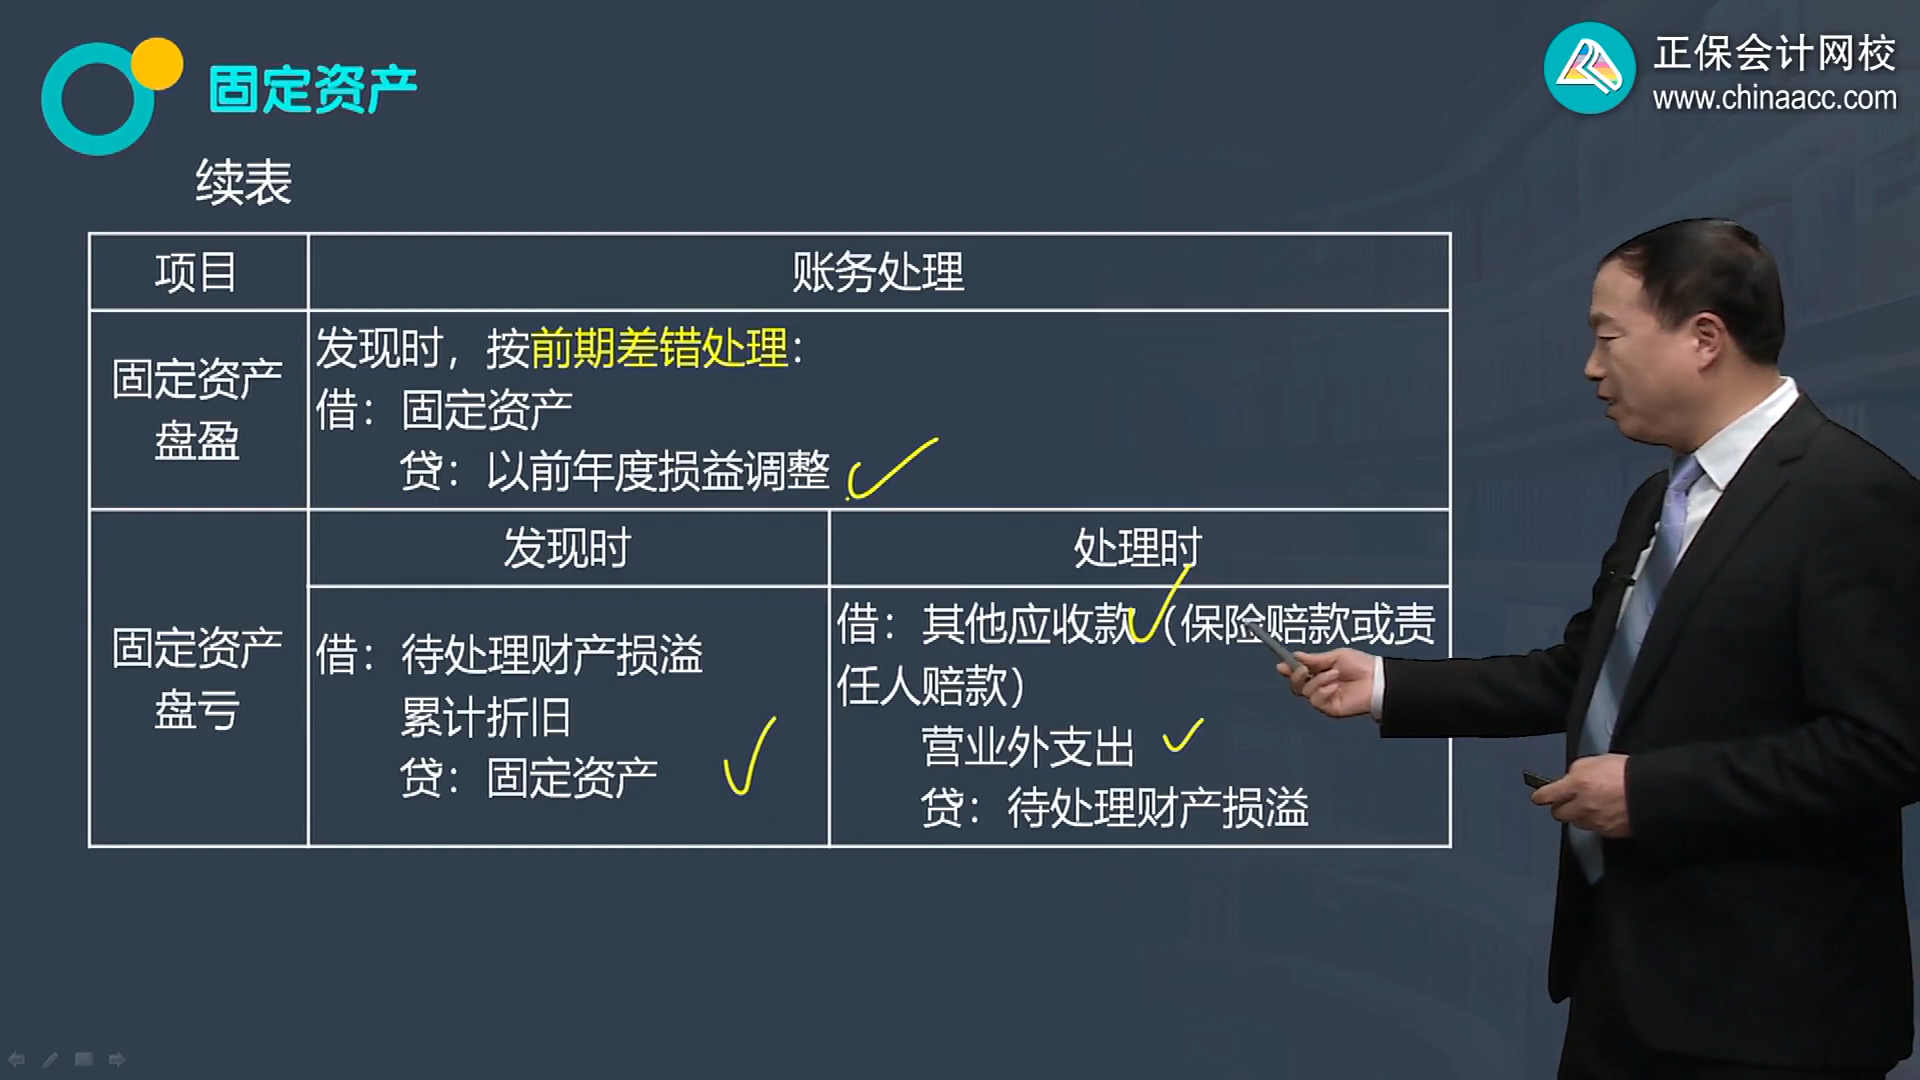 固定资产
正保会计网校
www.chinaacc.com
续表
项目
账务处理
固定资产
盘盈
发现时，按前期差错处理：
借：固定资产
贷：以前年度损益调整
固定资产
盘亏
发现时
处理时
借：待处理财产损溢
累计折旧
贷：固定资产
借：其他应收款（保险赔款或责
任人赔款）
营业外支出
贷：待处理财产损溢